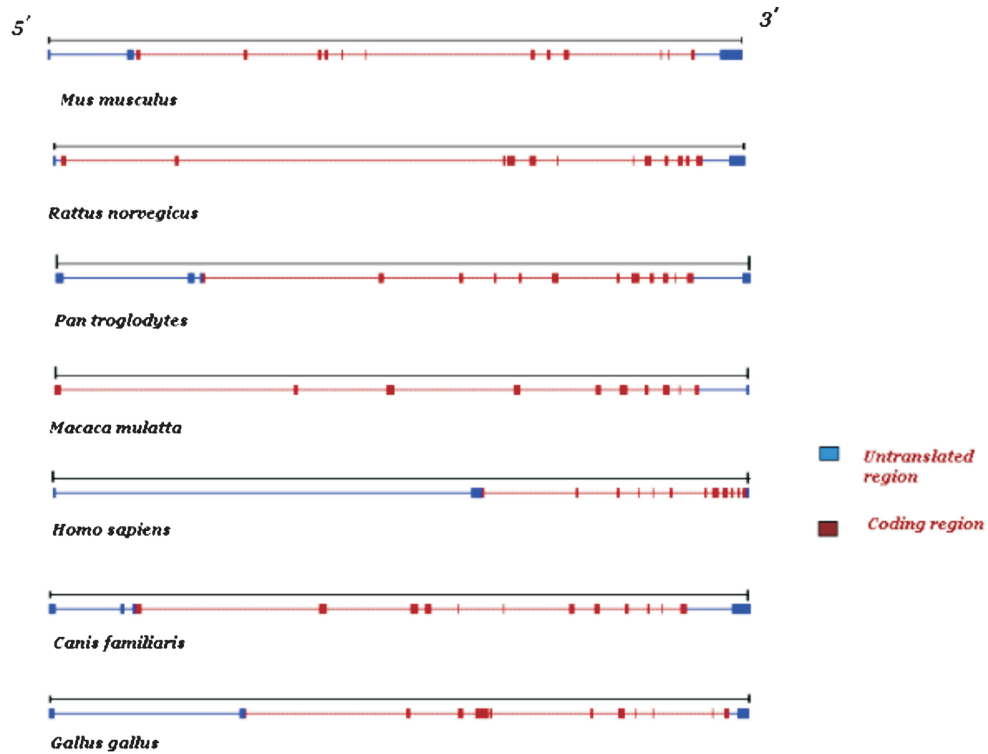 5′
3′
Mus musculus
Rattus norvegicus
Pan troglodytes
Macaca mulatta
Untranslated
region
Homo sapiens
Coding region
Canis familiaris
Gallus gallus